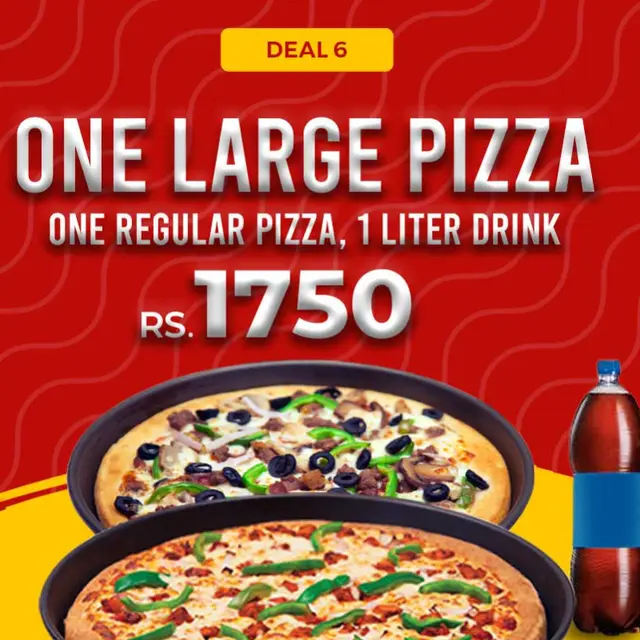 DEAL 6
ONE LARGE PIZZA
ONE REGULAR PIZZA, 1 LITER DRINK
RS. 1750